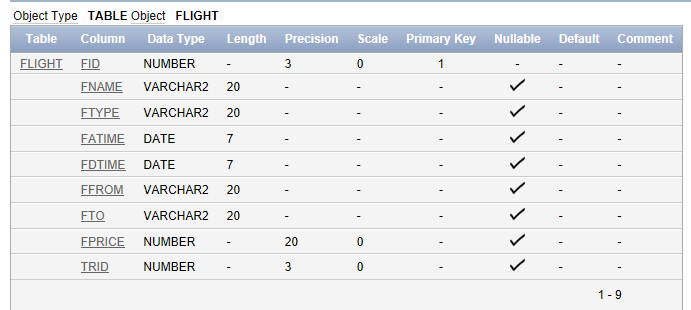 Object Type TABLE Object FLIGHT
Table Column Data Type Length Precision Scale Primary Key Nullable Default Comment
FLIGHT FID NUMBER - 3 0 1 - - -
FNAME VARCHAR2 20 - - - ✓ - -
FTYPE VARCHAR2 20 - - - ✓ - -
FATIME DATE 7 - - - ✓ - -
FDTIME DATE 7 - - - ✓ - -
FFROM VARCHAR2 20 - - - ✓ - -
FTO VARCHAR2 20 - - - ✓ - -
FPRICE NUMBER - 20 0 - ✓ - -
TRID NUMBER - 3 0 - ✓ - -
1 - 9